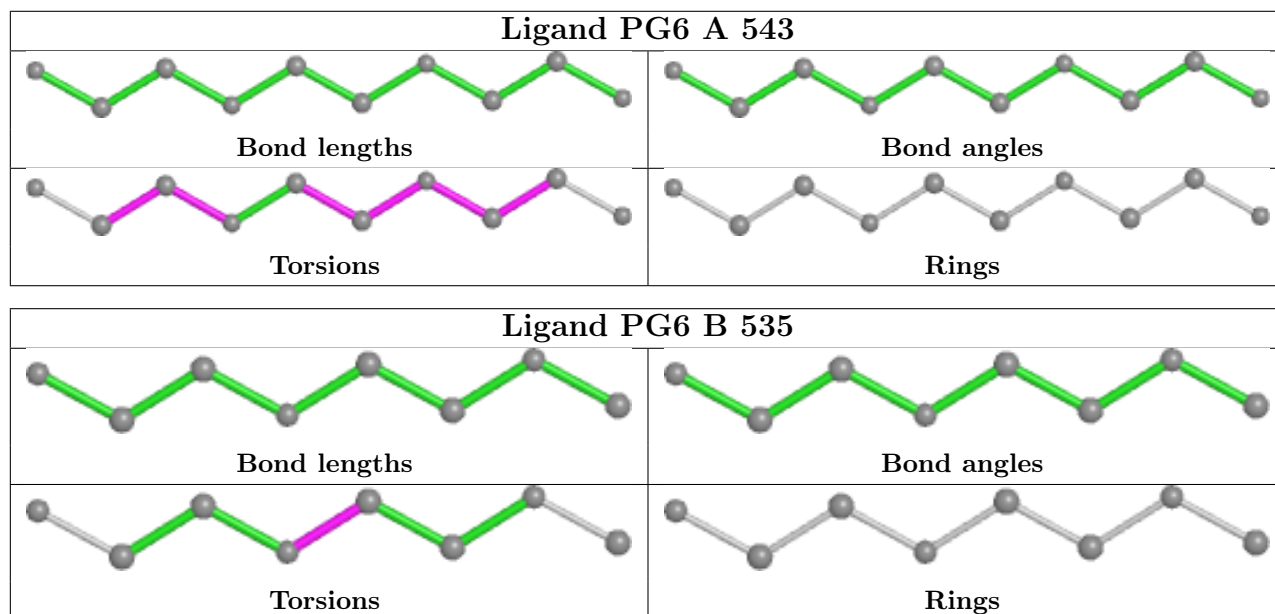 Ligand PG6 A 543
Bond lengths
Bond angles
Torsions
Rings
Ligand PG6 B 535
Bond lengths
Bond angles
Torsions
Rings